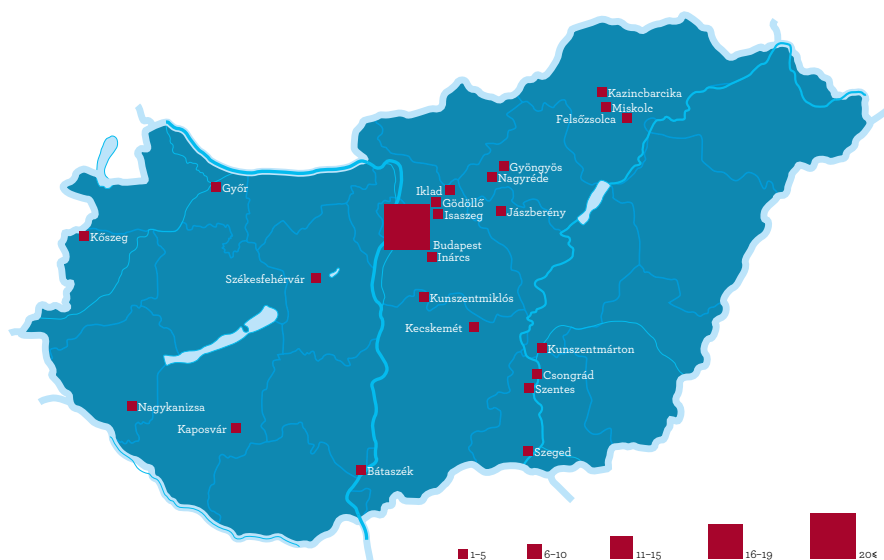 Kazincbarcika
Miskolc
Felsőzsolca
Gyöngyös
Nagyréde
Iklad
Győr
Gödöllő
Jászberény
Isaszeg
Kőszeg
Budapest
Inárcs
Székesfehérvár
Kunszentmiklós
Kecskemét
Kunszentmárton
Csongrád
Szentes
Nagykanizsa
Kaposvár
Szeged
Bátaszék
1–5
6–10
11–15
16–19